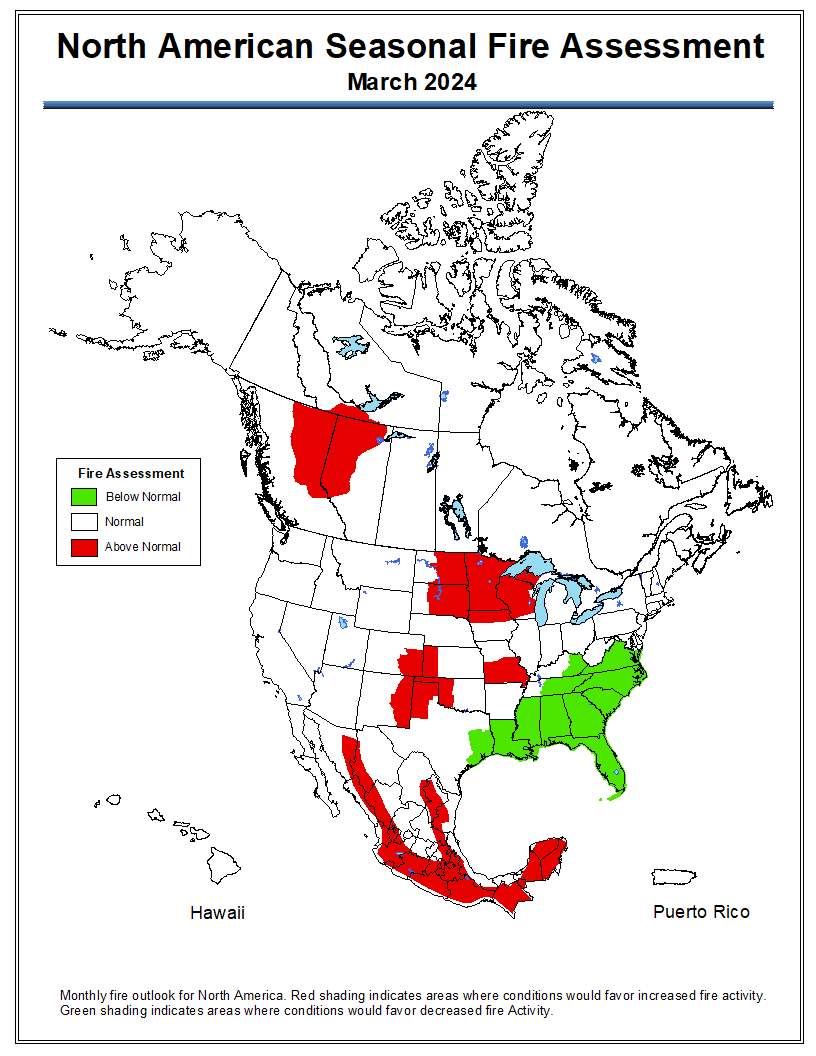 North American Seasonal Fire Assessment
March 2024
Fire Assessment
Below Normal
Normal
Above Normal
Hawaii
Puerto Rico
Monthly fire outlook for North America. Red shading indicates areas where conditions would favor increased fire activity.
Green shading indicates areas where conditions would favor decreased fire Activity.